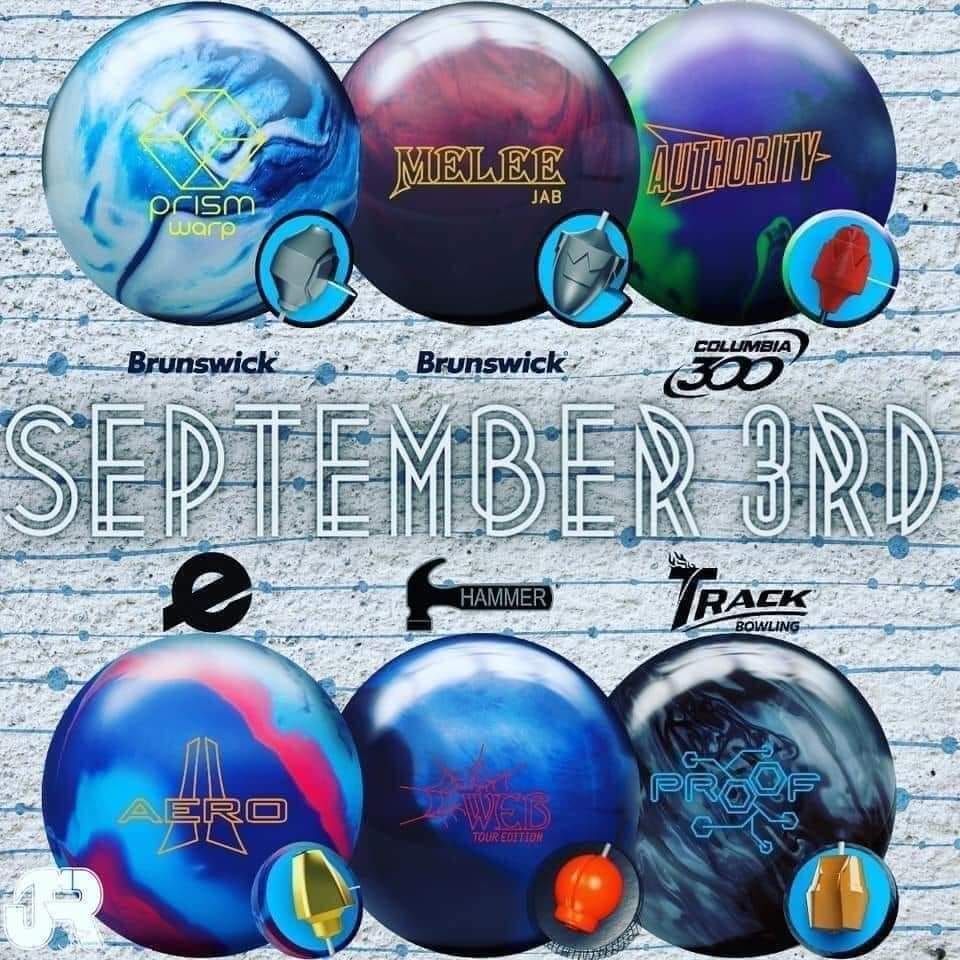 prism
warp
MELEE
JAB
AUTHORITY
Brunswick
Brunswick
COLUMBIA
300
SEPTEMBER 3RD
e
HAMMER
TRACK
BOWLING
AERO
WEB
TOUR EDITION
PROOF
JR